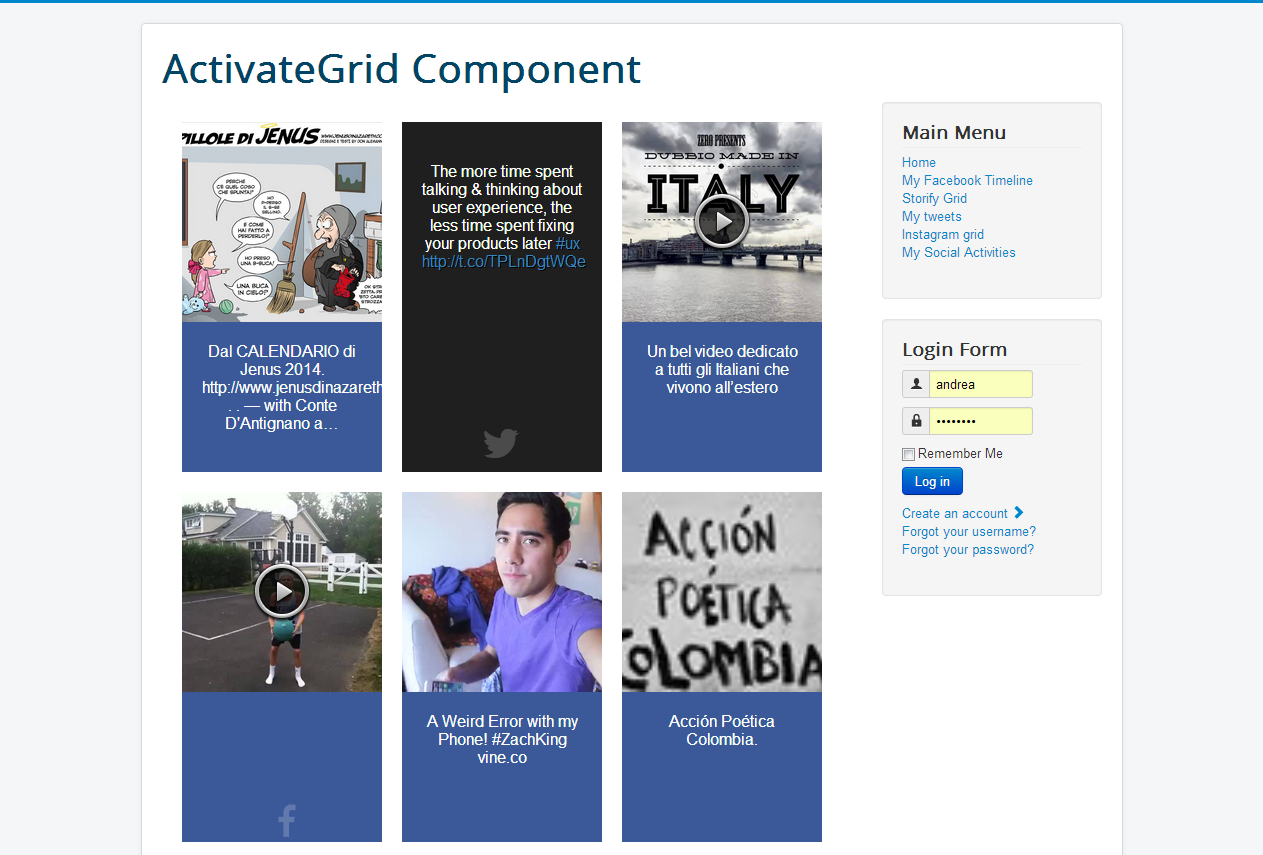 ActivateGrid Component
PILLOLE DI JENUS
PERCHE
C'È QUEL COSO
CHE SPUNTA?
HO
P-PERSO
IL S-SE
DELLINO.
E COME
HAI FATTO A
PERDERLO?
HO PRESO
UNA B-BUCA!
UNA BUCA
IN CIELO?
Dal CALENDARIO di
Jenus 2014.
http://www.jenusdinazareth
. . — with Conte
D'Antignano a…
The more time spent
talking & thinking about
user experience, the
less time spent fixing
your products later #ux
http://t.co/TPLnDgtWQe
ZERO PRESENTS
DUBBIO MADE IN
ITALY
Un bel video dedicato
a tutti gli Italiani che
vivono all’estero
A Weird Error with my
Phone! #ZachKing
vine.co
ACCIÓN
POÉTICA
COLOMBIA
Acción Poética
Colombia.
Main Menu
Home
My Facebook Timeline
Storify Grid
My tweets
Instagram grid
My Social Activities
Login Form
andrea
••••••••
Remember Me
Log in
Create an account
Forgot your username?
Forgot your password?